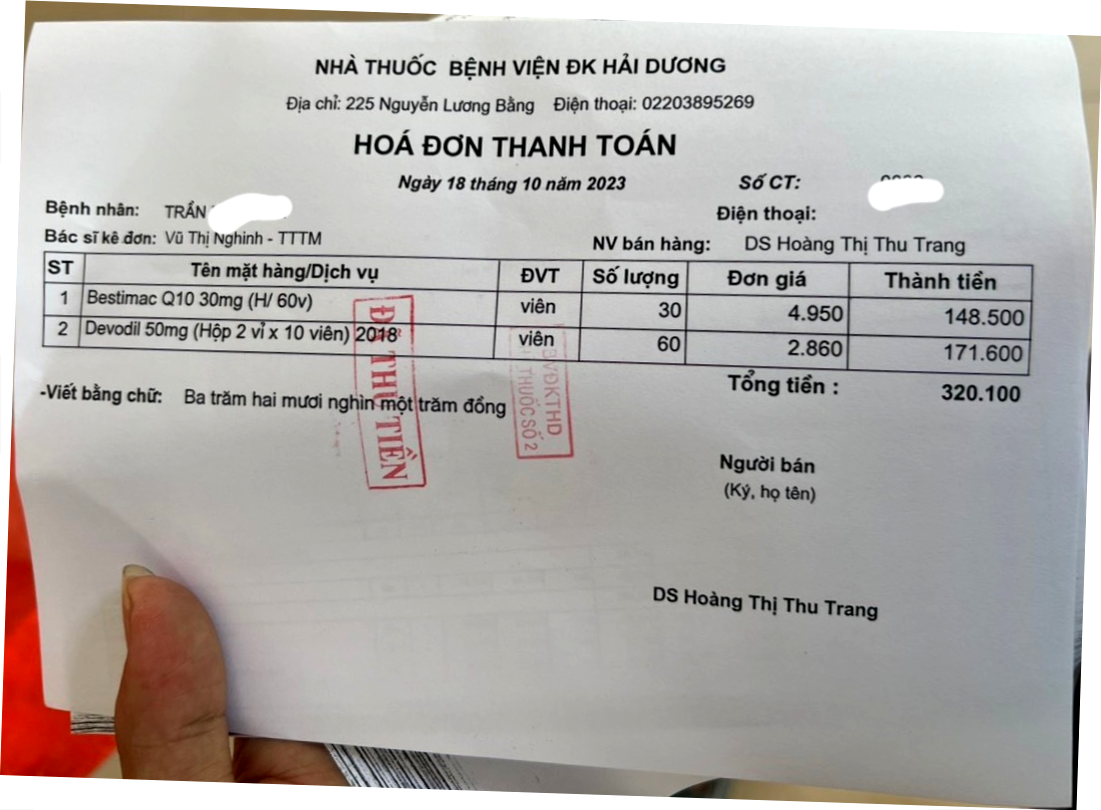 NHÀ THUỐC BỆNH VIỆN ĐK HẢI DƯƠNG
Địa chỉ: 225 Nguyễn Lương Bằng Điện thoại: 02203895269
HOÁ ĐƠN THANH TOÁN
Ngày 18 tháng 10 năm 2023 Số CT:
Bệnh nhân: TRẦN Điện thoại:
Bác sĩ kê đơn: Vũ Thị Nghinh - TTTM NV bán hàng: DS Hoàng Thị Thu Trang
ST Tên mặt hàng/Dịch vụ ĐVT Số lượng Đơn giá Thành tiền
1 Bestimac Q10 30mg (H/ 60v) viên 30 4.950 148.500
2 Devodil 50mg (Hộp 2 vỉ x 10 viên) 2018 viên 60 2.860 171.600
Tổng tiền : 320.100
-Viết bằng chữ: Ba trăm hai mươi nghìn một trăm đồng
ĐÃ THU TIỀN
BVĐKTHD
THUỐC SỐ 2
Người bán
(Ký, họ tên)
DS Hoàng Thị Thu Trang